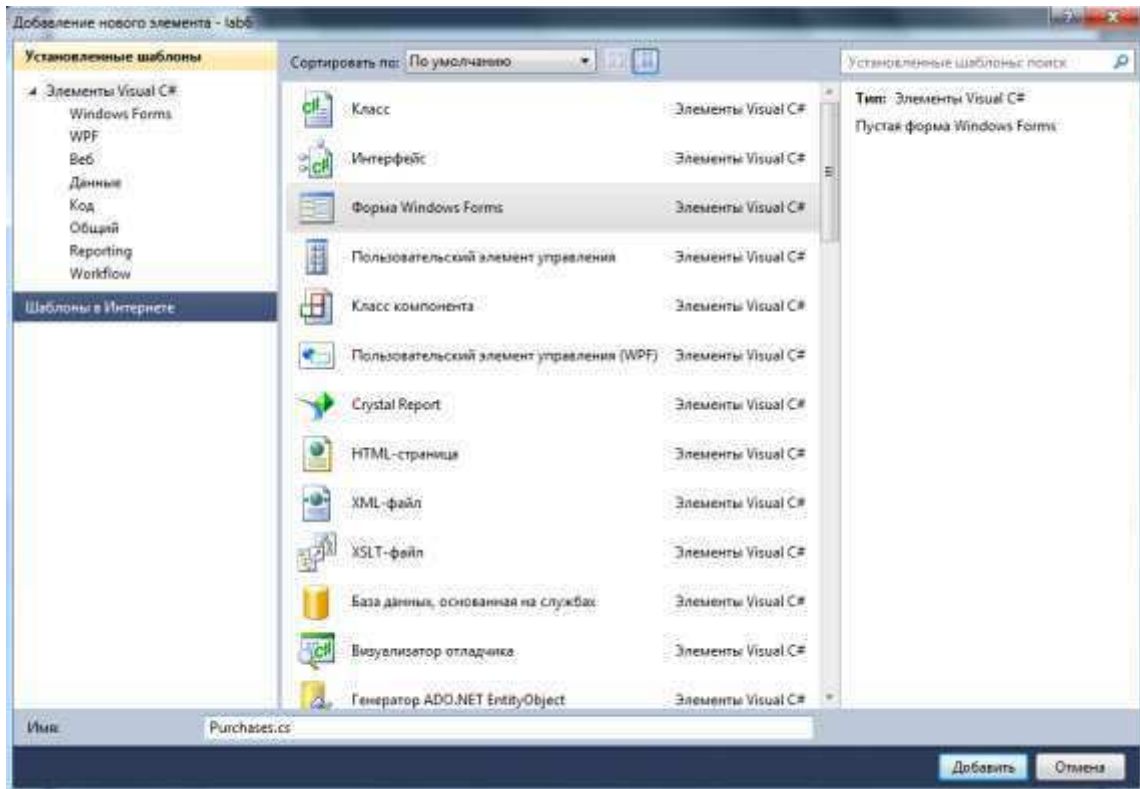 Добавление нового элемента - lab6
Установленные шаблоны
Элементы Visual C#
Windows Forms
WPF
Веб
Данные
Код
Общий
Reporting
Workflow
Шаблоны в Интернете
Сортировать по: По умолчанию
Класс Элементы Visual C#
Интерфейс Элементы Visual C#
Форма Windows Forms Элементы Visual C#
Пользовательский элемент управления Элементы Visual C#
Класс компонента Элементы Visual C#
Пользовательский элемент управления (WPF) Элементы Visual C#
Crystal Report Элементы Visual C#
HTML-страница Элементы Visual C#
XML-файл Элементы Visual C#
XSLT-файл Элементы Visual C#
База данных, основанная на службах Элементы Visual C#
Визуализатор отладчика Элементы Visual C#
Генератор ADO.NET EntityObject Элементы Visual C#
Установленные шаблоны: поиск
Тип: Элементы Visual C#
Пустая форма Windows Forms
Имя: Purchases.cs
Добавить Отмена